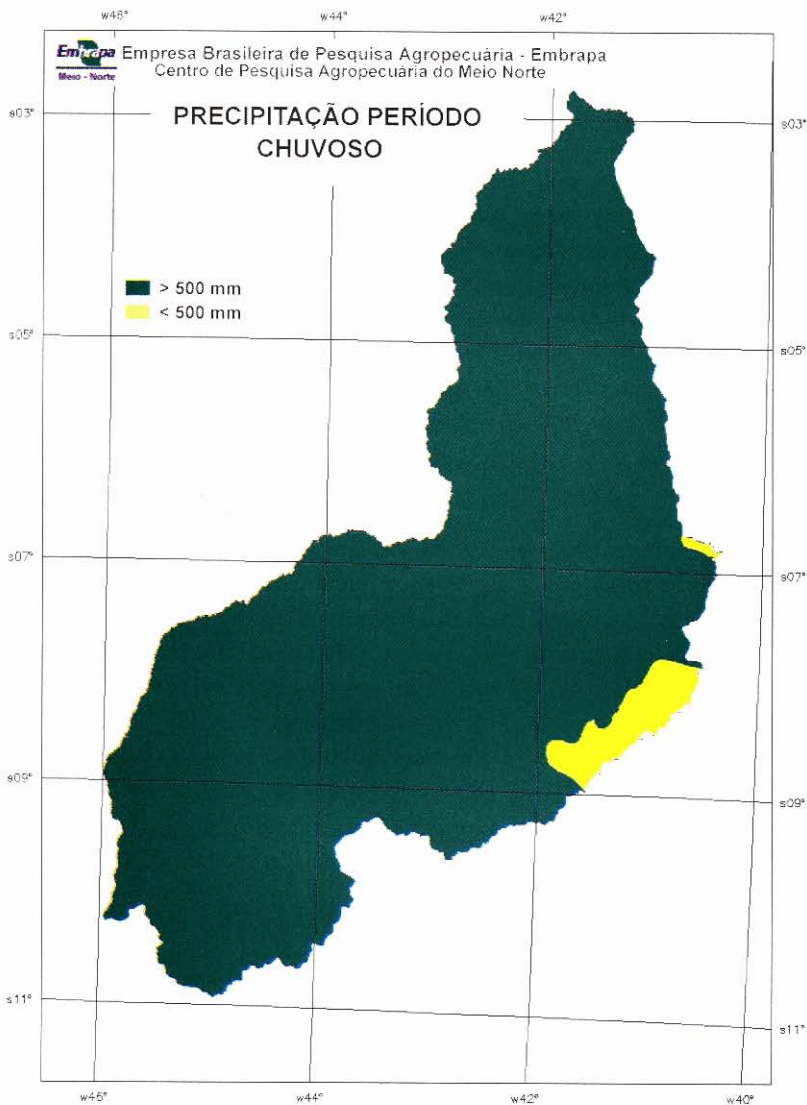 w46° w44° w42°
Embrapa Empresa Brasileira de Pesquisa Agropecuária - Embrapa
Meio - Norte Centro de Pesquisa Agropecuária do Meio Norte
s03° PRECIPITAÇÃO PERÍODO s03°
CHUVOSO
> 500 mm
< 500 mm
s05° s05°
s07° s07°
s09° s09°
s11° s11°
w46° w44° w42° w40°